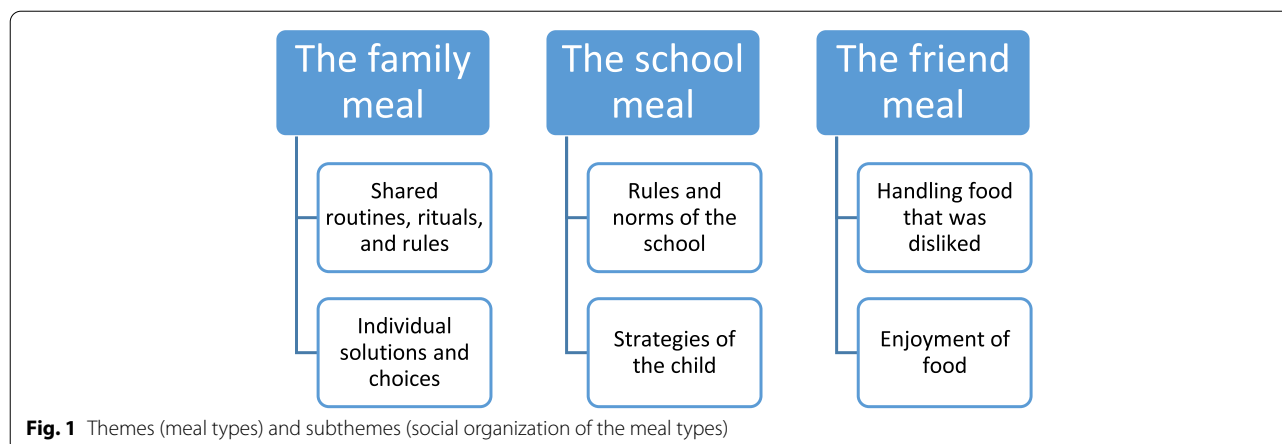 The family
meal
Shared
routines, rituals,
and rules
Individual
solutions and
choices
The school
meal
Rules and
norms of the
school
Strategies of
the child
The friend
meal
Handling food
that was
disliked
Enjoyment of
food
Fig. 1 Themes (meal types) and subthemes (social organization of the meal types)